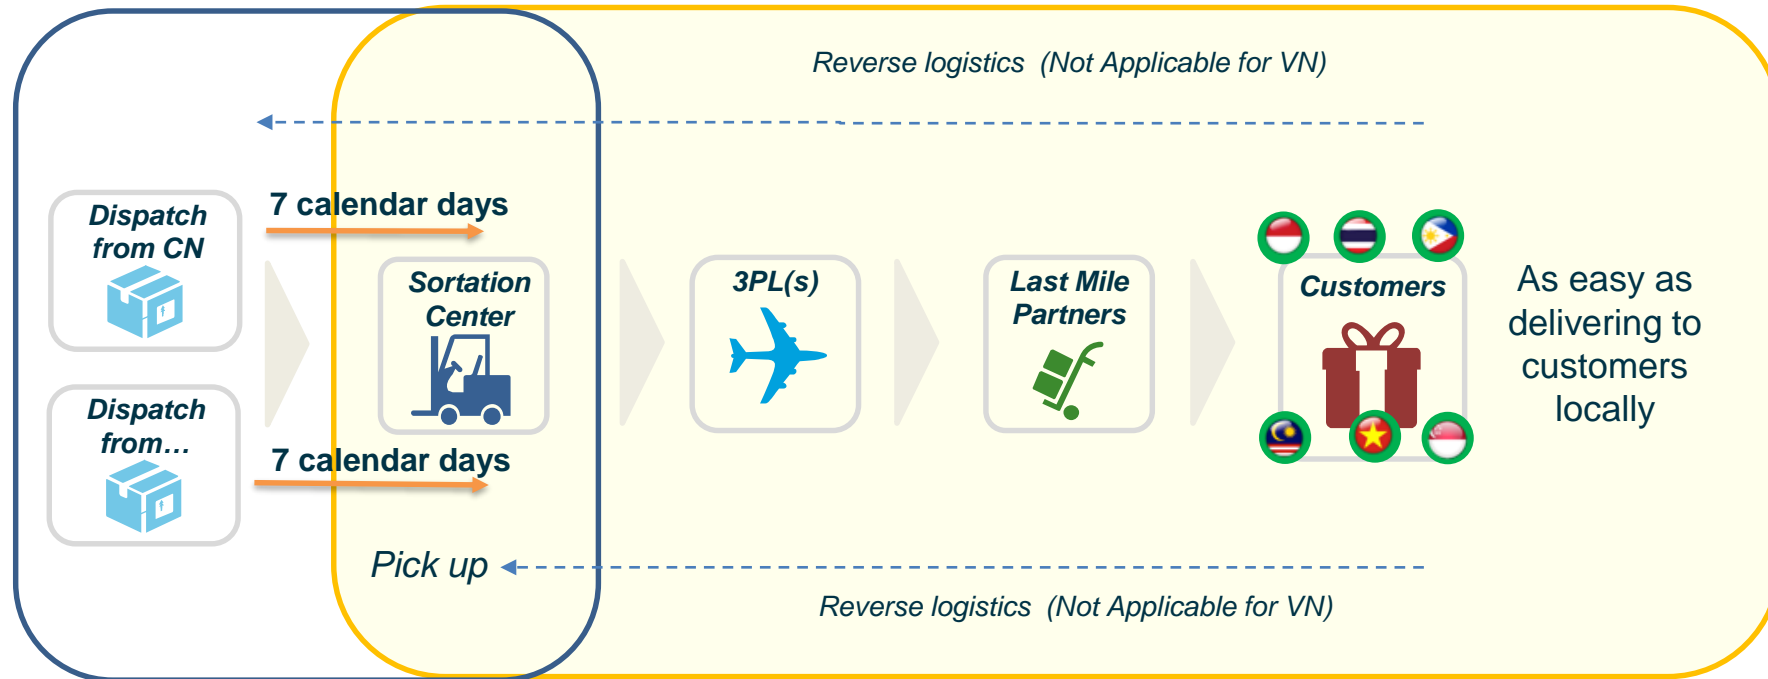 Reverse logistics  (Not Applicable for VN)
7 calendar days
Dispatch
from CN
Sortation
Center
3PL(s)
Last Mile
Partners
Customers
As easy as
delivering to
customers
locally
Dispatch
from…
7 calendar days
Pick up
Reverse logistics  (Not Applicable for VN)